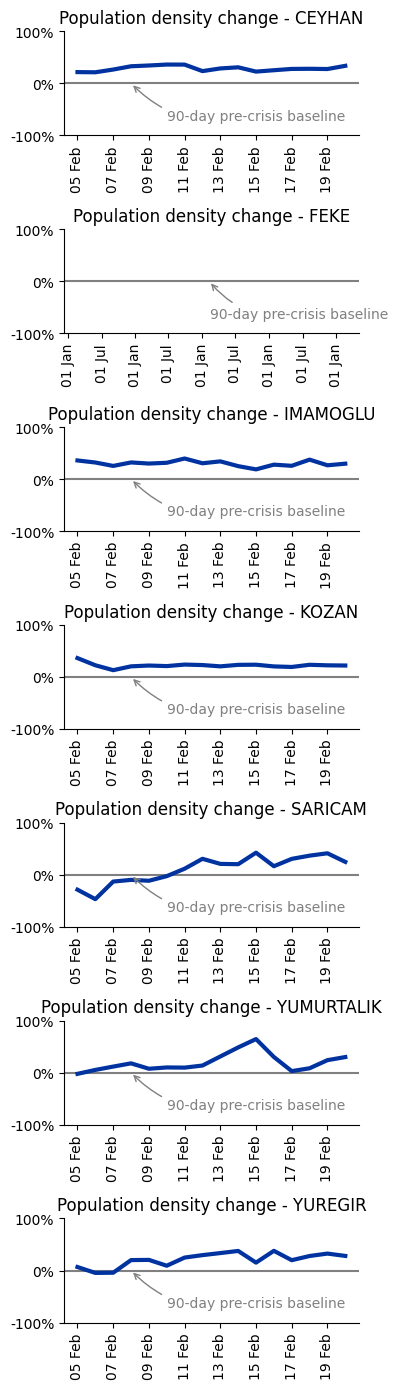 Population density change - CEYHAN
100%
0%
-100%
90-day pre-crisis baseline
05 Feb
07 Feb
09 Feb
11 Feb
13 Feb
15 Feb
17 Feb
19 Feb
Population density change - FEKE
100%
0%
-100%
90-day pre-crisis baseline
01 Jan
01 Jul
01 Jan
01 Jul
01 Jan
01 Jul
01 Jan
01 Jul
01 Jan
Population density change - IMAMOGLU
100%
0%
-100%
90-day pre-crisis baseline
05 Feb
07 Feb
09 Feb
11 Feb
13 Feb
15 Feb
17 Feb
19 Feb
Population density change - KOZAN
100%
0%
-100%
90-day pre-crisis baseline
05 Feb
07 Feb
09 Feb
11 Feb
13 Feb
15 Feb
17 Feb
19 Feb
Population density change - SARICAM
100%
0%
-100%
90-day pre-crisis baseline
05 Feb
07 Feb
09 Feb
11 Feb
13 Feb
15 Feb
17 Feb
19 Feb
Population density change - YUMURTALIK
100%
0%
-100%
90-day pre-crisis baseline
05 Feb
07 Feb
09 Feb
11 Feb
13 Feb
15 Feb
17 Feb
19 Feb
Population density change - YUREGIR
100%
0%
-100%
90-day pre-crisis baseline
05 Feb
07 Feb
09 Feb
11 Feb
13 Feb
15 Feb
17 Feb
19 Feb